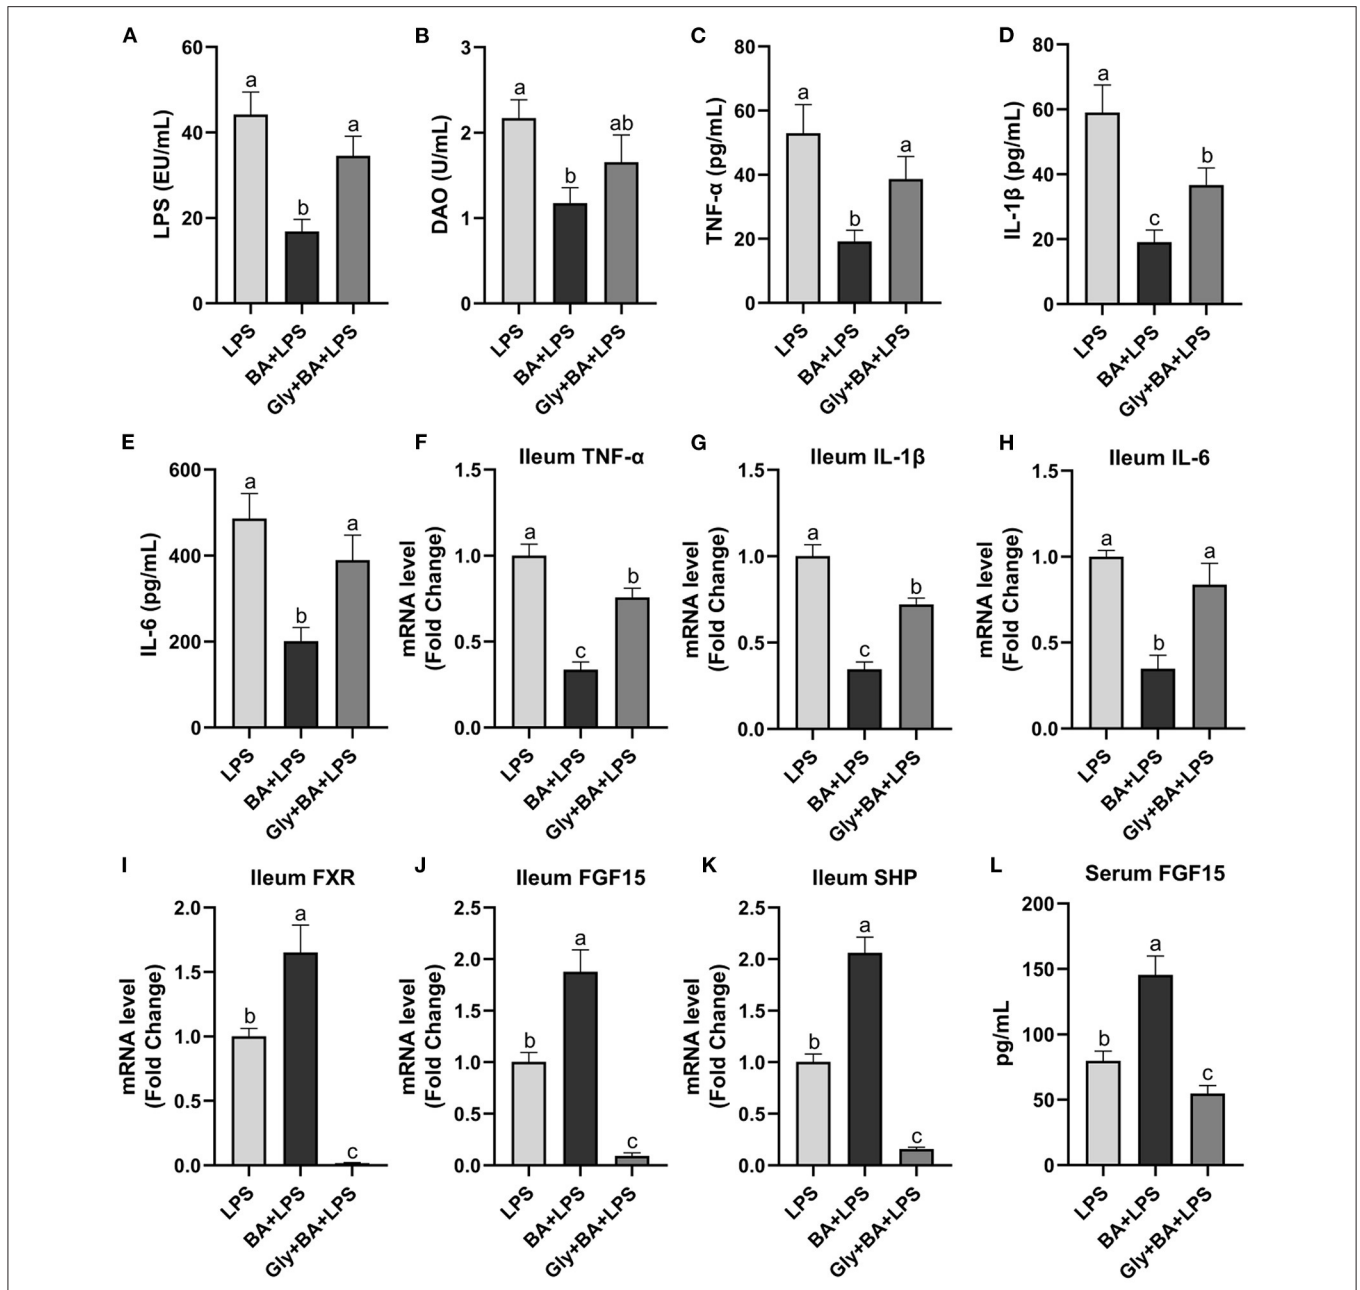 A
LPS (EU/mL)
60
40
20
0
a
b
a
LPS
BA+LPS
Gly+BA+LPS
B
DAO (U/mL)
3
2
1
0
a
b
ab
LPS
BA+LPS
Gly+BA+LPS
C
TNF-α (pg/mL)
80
60
40
20
0
a
b
a
LPS
BA+LPS
Gly+BA+LPS
D
IL-1β (pg/mL)
80
60
40
20
0
a
c
b
LPS
BA+LPS
Gly+BA+LPS
E
IL-6 (pg/mL)
600
400
200
0
a
b
a
LPS
BA+LPS
Gly+BA+LPS
F
Ileum TNF-α
mRNA level
(Fold Change)
1.5
1.0
0.5
0.0
a
c
b
LPS
BA+LPS
Gly+BA+LPS
G
Ileum IL-1β
mRNA level
(Fold Change)
1.5
1.0
0.5
0.0
a
c
b
LPS
BA+LPS
Gly+BA+LPS
H
Ileum IL-6
mRNA level
(Fold Change)
1.5
1.0
0.5
0.0
a
b
a
LPS
BA+LPS
Gly+BA+LPS
I
Ileum FXR
mRNA level
(Fold Change)
2.0
1.5
1.0
0.5
0.0
b
a
c
LPS
BA+LPS
Gly+BA+LPS
J
Ileum FGF15
mRNA level
(Fold Change)
2.5
2.0
1.5
1.0
0.5
0.0
b
a
c
LPS
BA+LPS
Gly+BA+LPS
K
Ileum SHP
mRNA level
(Fold Change)
2.5
2.0
1.5
1.0
0.5
0.0
b
a
c
LPS
BA+LPS
Gly+BA+LPS
L
Serum FGF15
pg/mL
200
150
100
50
0
b
a
c
LPS
BA+LPS
Gly+BA+LPS